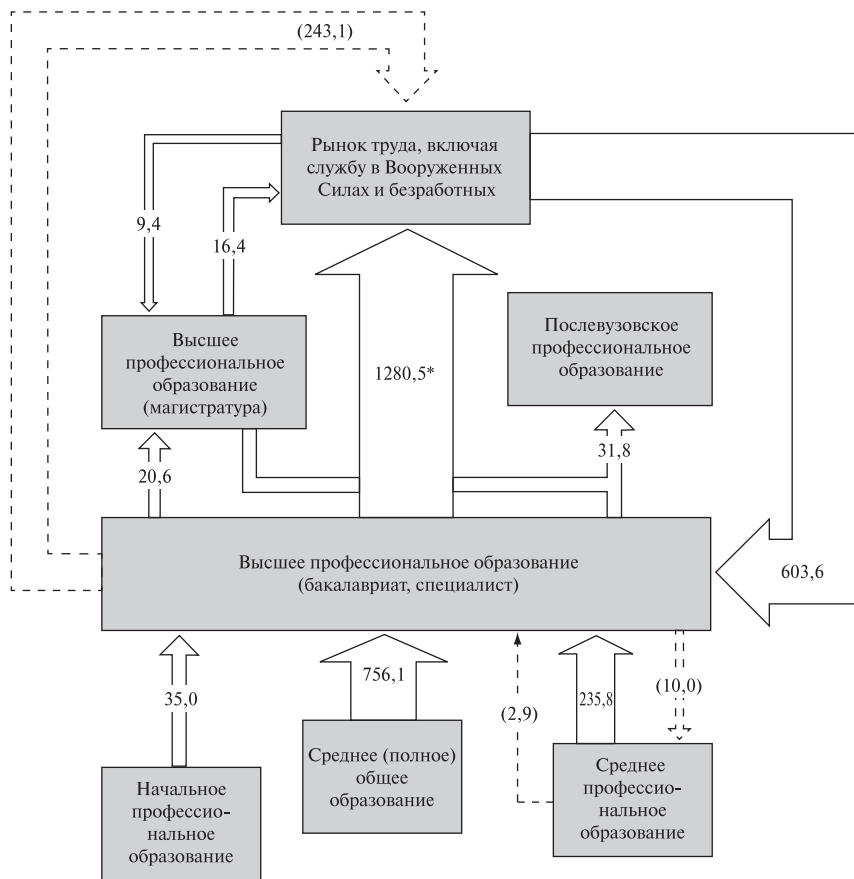 (243,1)
Рынок труда, включая
службу в Вооруженных
Силах и безработных
9,4
16,4
Высшее
профессиональное
образование
(магистратура)
1280,5*
Послевузовское
профессиональное
образование
20,6
31,8
Высшее профессиональное образование
(бакалавриат, специалист)
603,6
35,0
756,1
(2,9)
235,8
(10,0)
Начальное
профессио-
нальное
образование
Среднее (полное)
общее
образование
Среднее
профессио-
нальное
образование